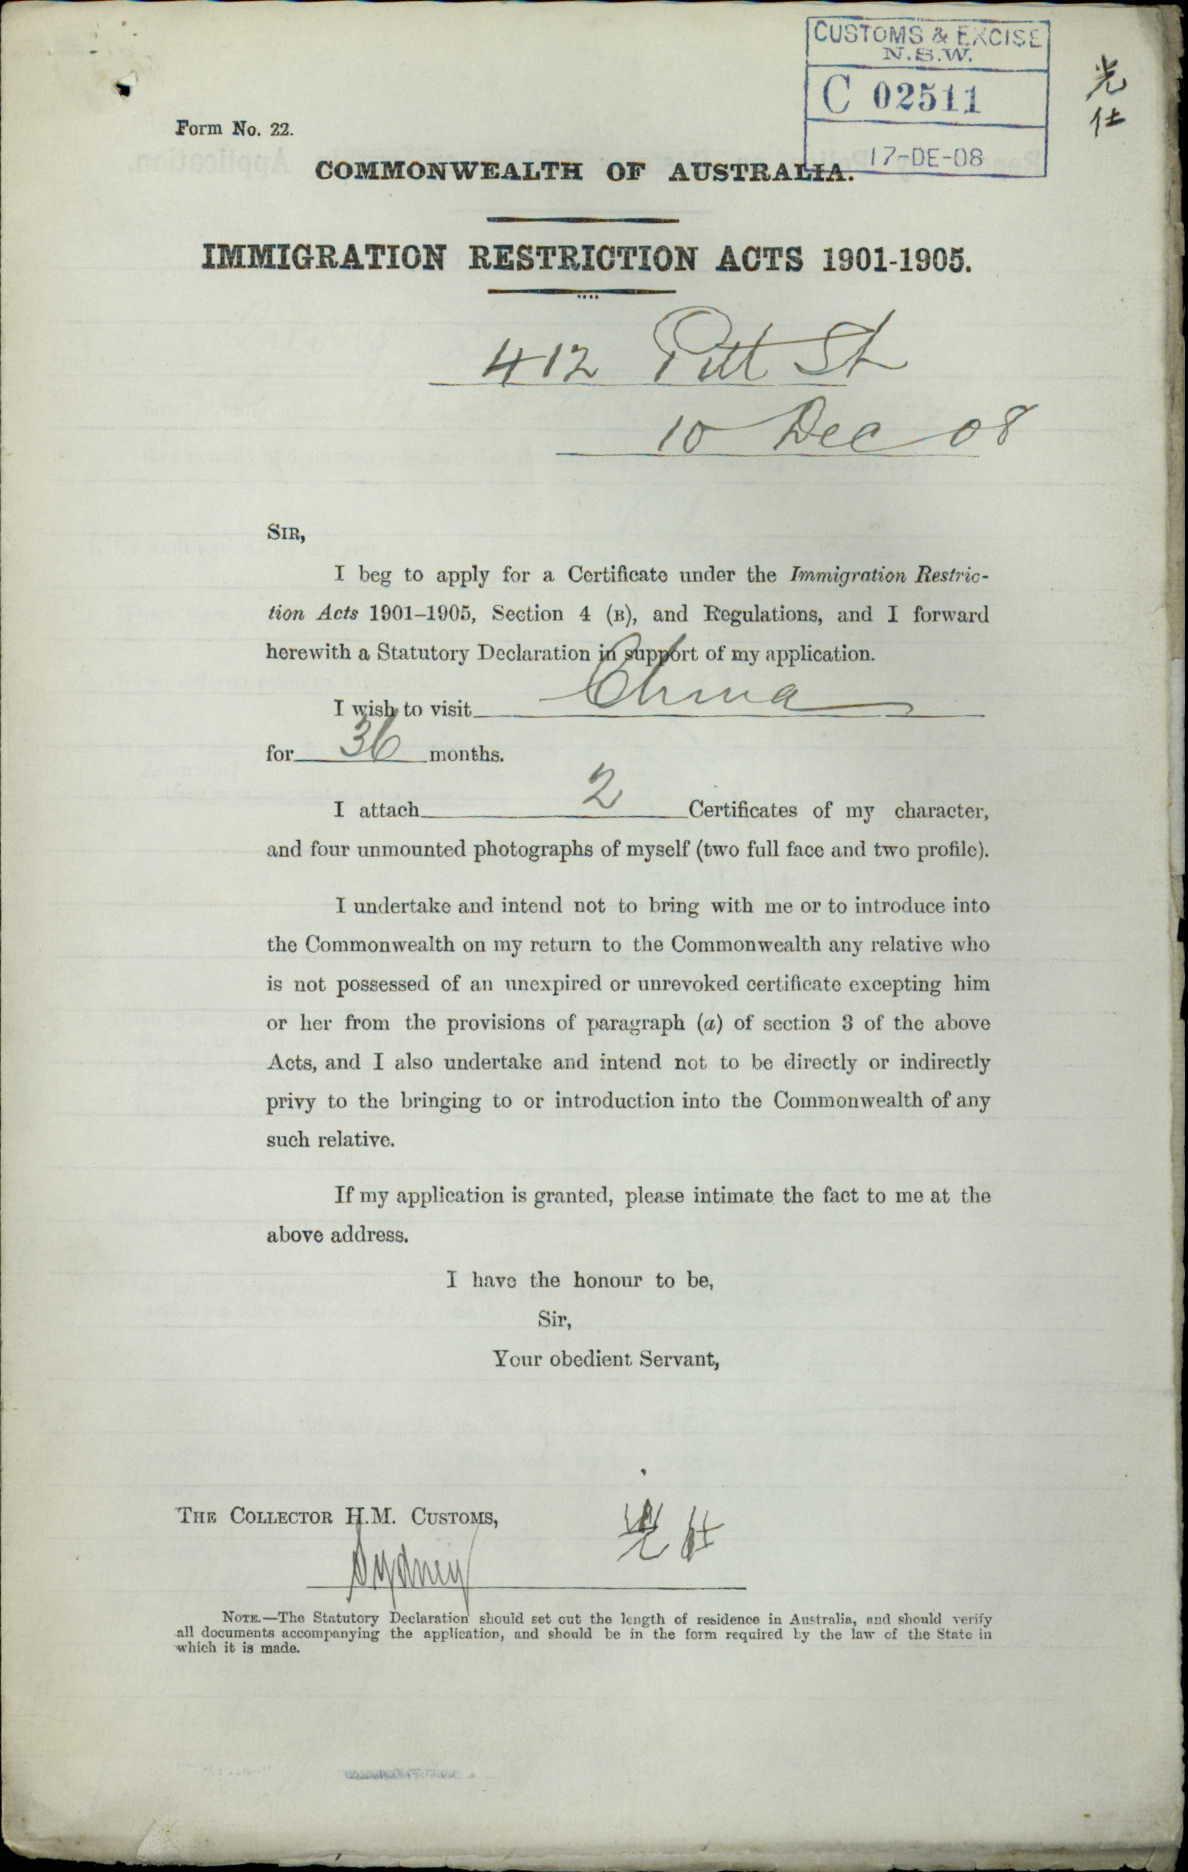 CUSTOMS & EXCISE
N.S.W.
C 02511
17-DE-08
光
仕
Form No. 22.
COMMONWEALTH OF AUSTRALIA.
IMMIGRATION RESTRICTION ACTS 1901-1905.
412 Pitt St
10 Dec 08
SIR,
I beg to apply for a Certificate under the Immigration Restric-
tion Acts 1901–1905, Section 4 (B), and Regulations, and I forward
herewith a Statutory Declaration in support of my application.
I wish to visit China
for 36 months.
I attach 2 Certificates of my character,
and four unmounted photographs of myself (two full face and two profile).
I undertake and intend not to bring with me or to introduce into
the Commonwealth on my return to the Commonwealth any relative who
is not possessed of an unexpired or unrevoked certificate excepting him
or her from the provisions of paragraph (a) of section 3 of the above
Acts, and I also undertake and intend not to be directly or indirectly
privy to the bringing to or introduction into the Commonwealth of any
such relative.
If my application is granted, please intimate the fact to me at the
above address.
I have the honour to be,
Sir,
Your obedient Servant,
THE COLLECTOR H.M. CUSTOMS,
光仕
Sydney
NOTE.—The Statutory Declaration should set out the length of residence in Australia, and should verify
all documents accompanying the application, and should be in the form required by the law of the State in
which it is made.